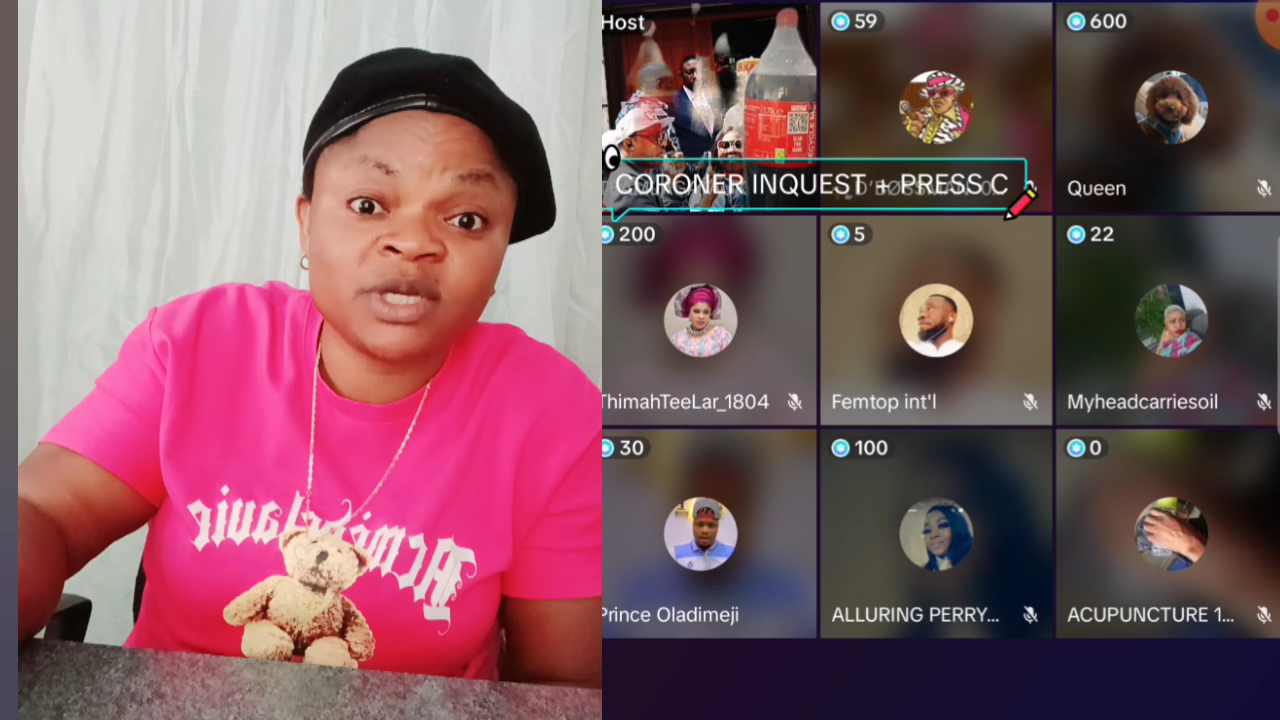 Host
59
600
CORONER INQUEST + PRESS C
Queen
200
5
22
ThimahTeeLar_1804
Femtop int'l
Myheadcarriesoil
30
100
0
Prince Oladimeji
ALLURING PERRY...
ACUPUNCTURE 1...